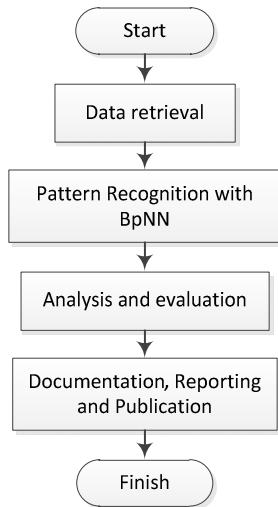 Start
Data retrieval
Pattern Recognition with
BpNN
Analysis and evaluation
Documentation, Reporting
and Publication
Finish